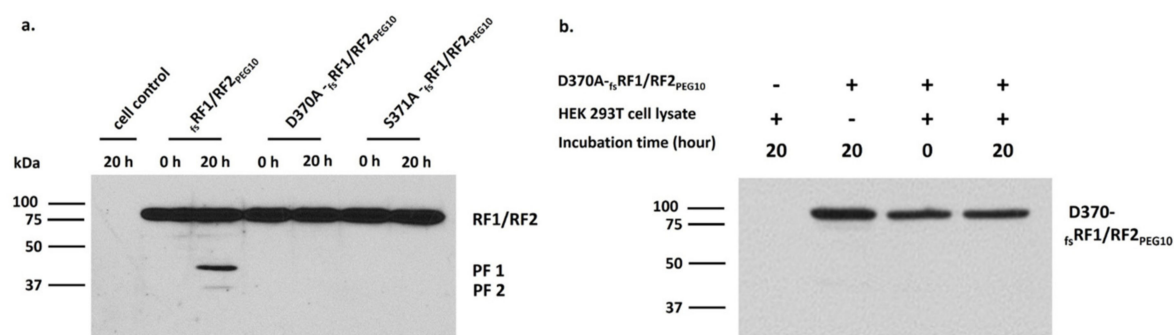 a.
cell control
fsRF1/RF2PEG10
D370A-fsRF1/RF2PEG10
S371A-fsRF1/RF2PEG10
kDa
20 h 0 h 20 h 0 h 20 h 0 h 20 h
100
75
50
37
RF1/RF2
PF 1
PF 2
b.
D370A-fsRF1/RF2PEG10 - + + +
HEK 293T cell lysate + - + +
Incubation time (hour) 20 20 0 20
100
75
50
37
D370-
fsRF1/RF2PEG10